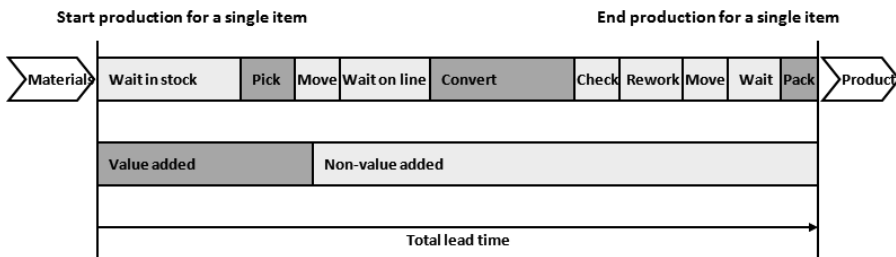 Start production for a single item
End production for a single item
Materials Wait in stock Pick Move Wait on line Convert Check Rework Move Wait Pack Product
Value added Non-value added
Total lead time